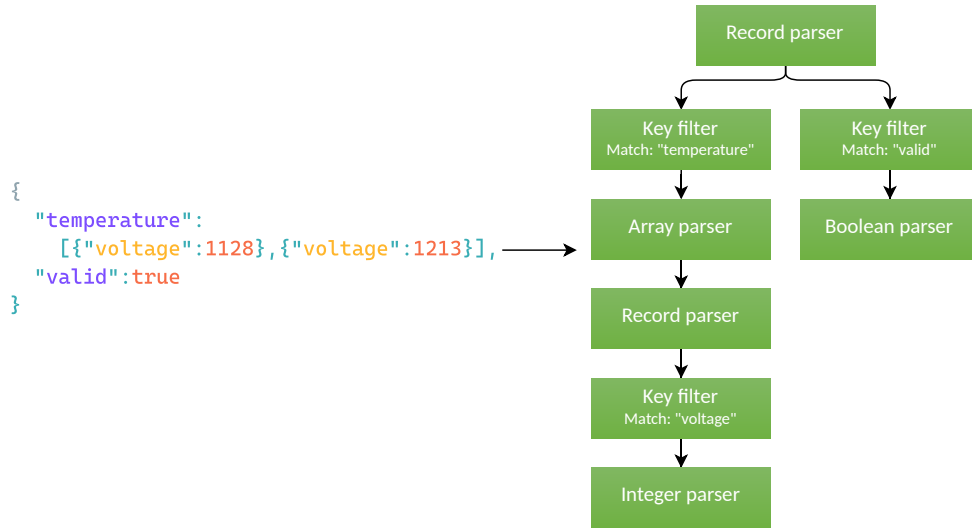 {
"temperature":
[{"voltage":1128},{"voltage":1213}],
"valid":true
}
Record parser
Key filter
Match: "temperature"
Key filter
Match: "valid"
Array parser
Boolean parser
Record parser
Key filter
Match: "voltage"
Integer parser